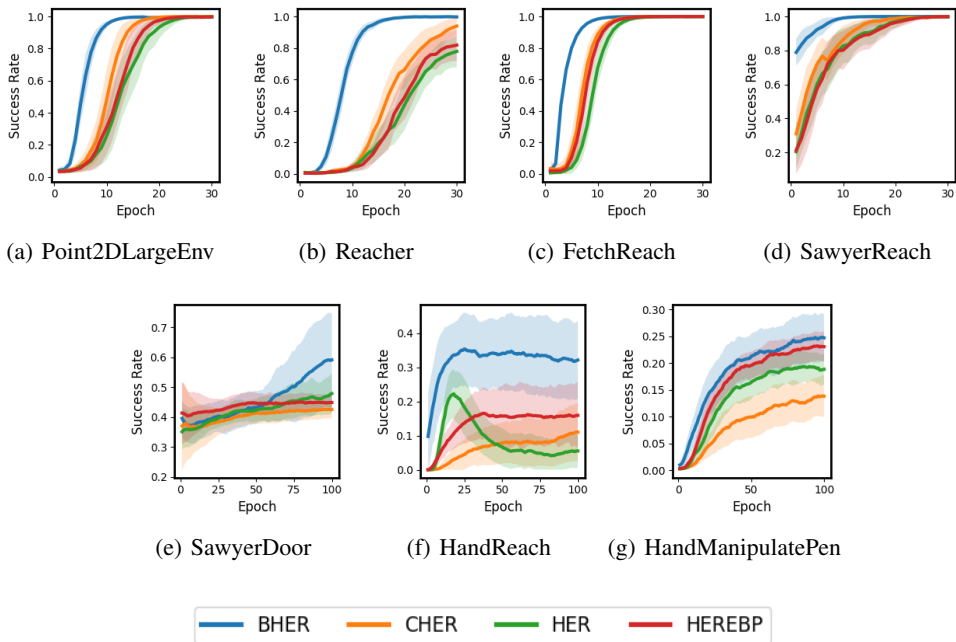 1.0
0.8
0.6
0.4
0.2
0.0
Success Rate
0 10 20 30
Epoch
(a) Point2DLargeEnv
1.0
0.8
0.6
0.4
0.2
0.0
Success Rate
0 10 20 30
Epoch
(b) Reacher
1.0
0.8
0.6
0.4
0.2
0.0
Success Rate
0 10 20 30
Epoch
(c) FetchReach
1.0
0.8
0.6
0.4
0.2
Success Rate
0 10 20 30
Epoch
(d) SawyerReach
0.7
0.6
0.5
0.4
0.3
0.2
Success Rate
0 25 50 75 100
Epoch
(e) SawyerDoor
0.4
0.3
0.2
0.1
0.0
Success Rate
0 25 50 75 100
Epoch
(f) HandReach
0.30
0.25
0.20
0.15
0.10
0.05
0.00
Success Rate
0 50 100
Epoch
(g) HandManipulatePen
BHER CHER HER HEREBP